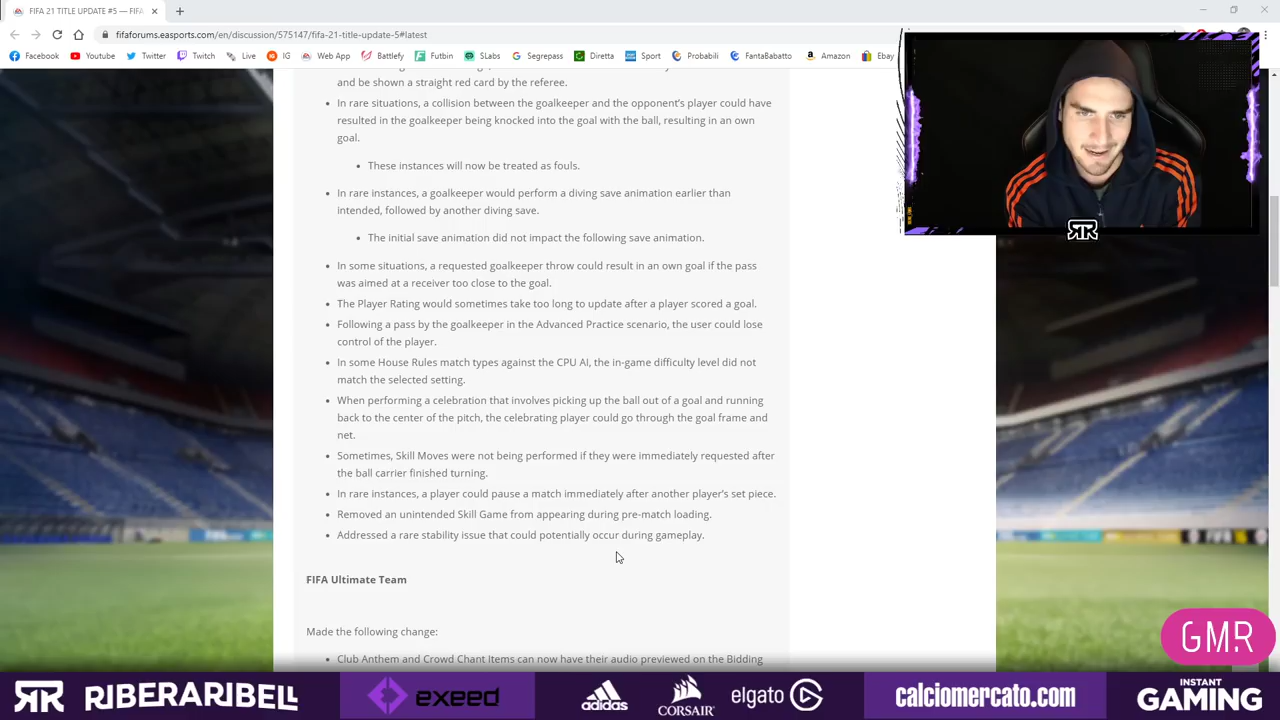 FIFA 21 TITLE UPDATE #5 — FIFA
fifaforums.easports.com/en/discussion/575147/fifa-21-title-update-5#latest
Facebook Youtube Twitter Twitch Live IG Web App Battlefy Futbin SLabs Segrepass Diretta Sport Probabili FantaBabatto Amazon Ebay
and be shown a straight red card by the referee.
In rare situations, a collision between the goalkeeper and the opponent's player could have
resulted in the goalkeeper being knocked into the goal with the ball, resulting in an own
goal.
These instances will now be treated as fouls.
In rare instances, a goalkeeper would perform a diving save animation earlier than
intended, followed by another diving save.
The initial save animation did not impact the following save animation.
In some situations, a requested goalkeeper throw could result in an own goal if the pass
was aimed at a receiver too close to the goal.
The Player Rating would sometimes take too long to update after a player scored a goal.
Following a pass by the goalkeeper in the Advanced Practice scenario, the user could lose
control of the player.
In some House Rules match types against the CPU AI, the in-game difficulty level did not
match the selected setting.
When performing a celebration that involves picking up the ball out of a goal and running
back to the center of the pitch, the celebrating player could go through the goal frame and
net.
Sometimes, Skill Moves were not being performed if they were immediately requested after
the ball carrier finished turning.
In rare instances, a player could pause a match immediately after another player's set piece.
Removed an unintended Skill Game from appearing during pre-match loading.
Addressed a rare stability issue that could potentially occur during gameplay.
FIFA Ultimate Team
Made the following change:
Club Anthem and Crowd Chant Items can now have their audio previewed on the Bidding
GMR
RIBERARIBELL exeed adidas CORSAIR elgato calciomercato.com INSTANT GAMING